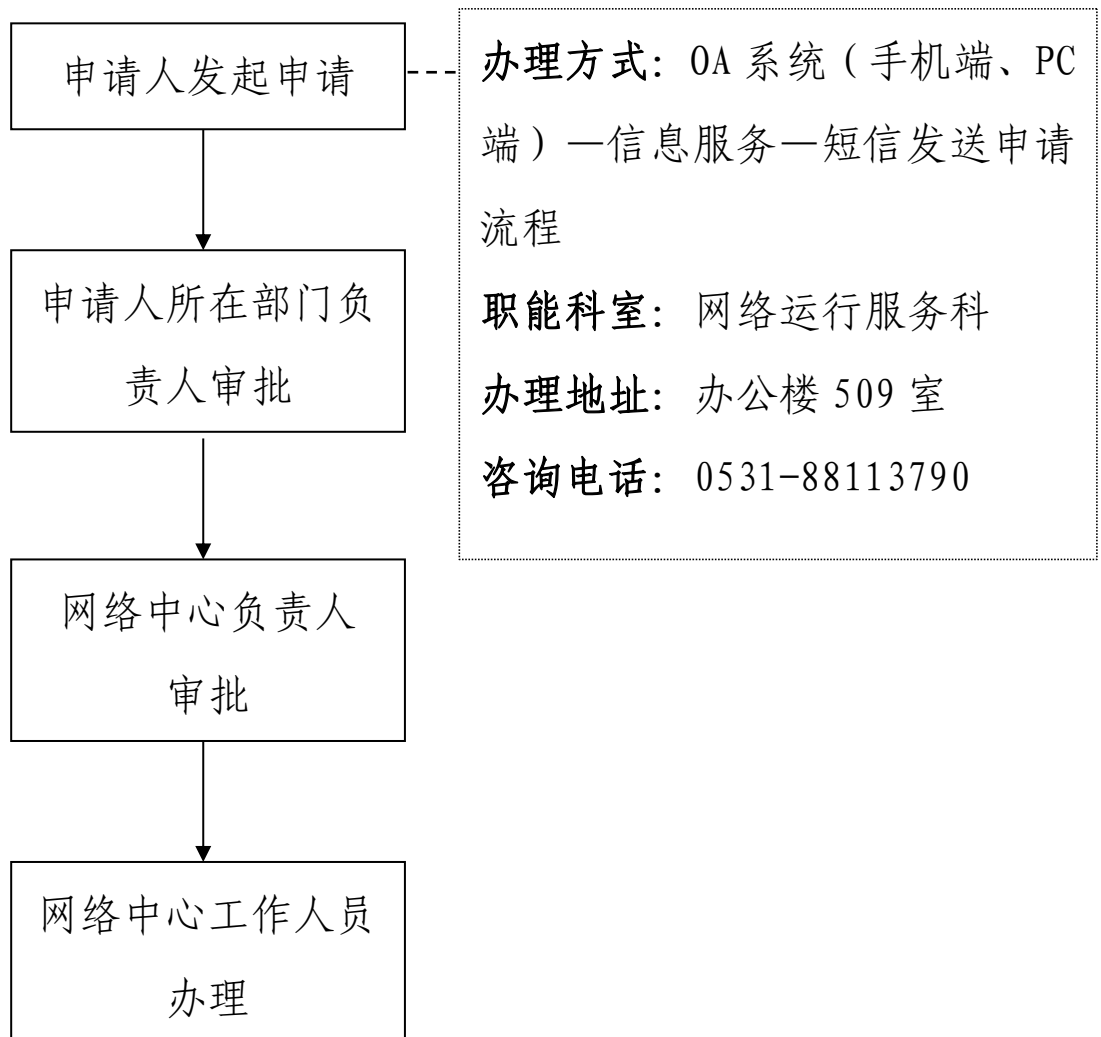 申请人发起申请
办理方式：OA 系统（手机端、PC
端）—信息服务—短信发送申请
流程
职能科室：网络运行服务科
办理地址：办公楼 509 室
咨询电话：0531-88113790
申请人所在部门负
责人审批
网络中心负责人
审批
网络中心工作人员
办理